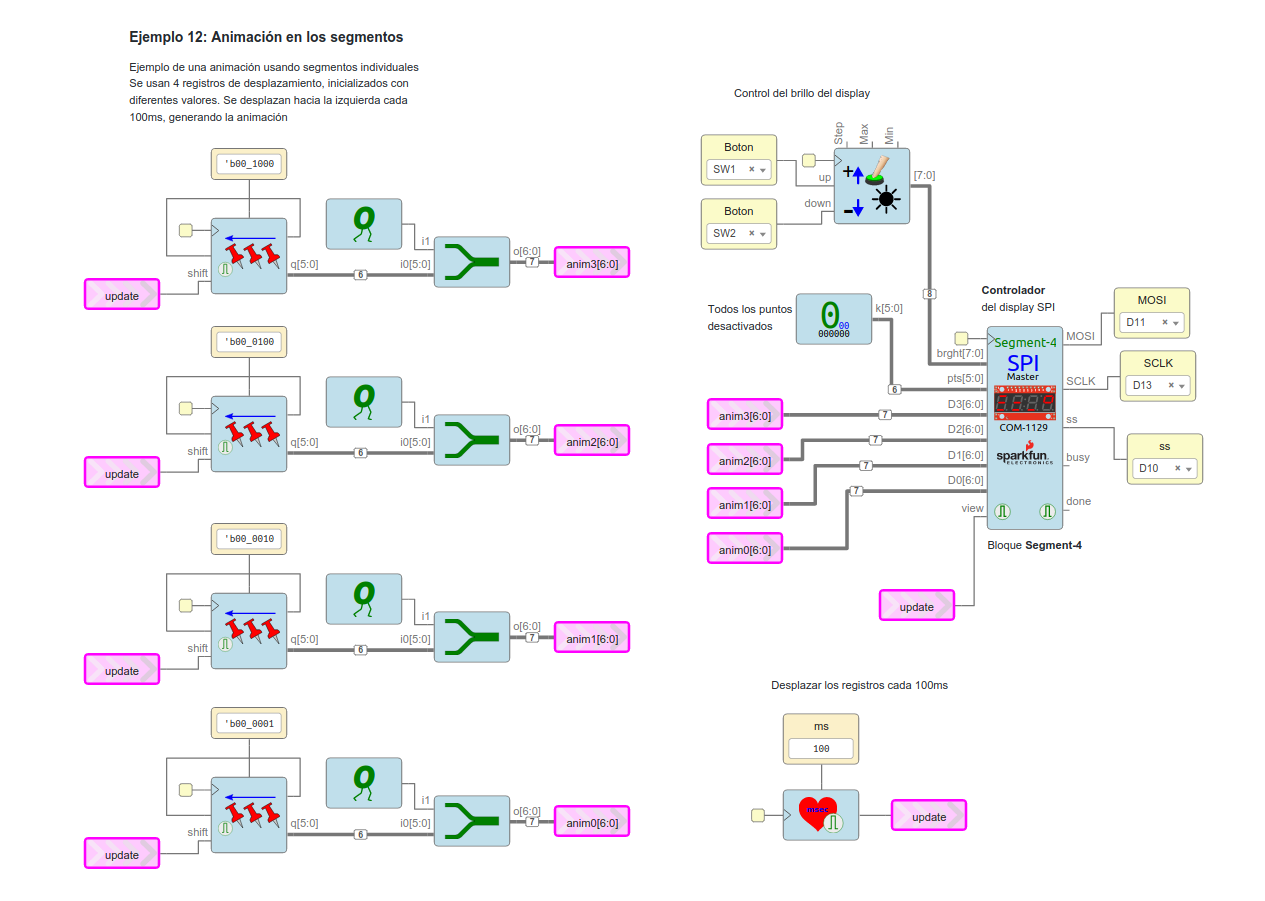 Ejemplo 12: Animación en los segmentos
Ejemplo de una animación usando segmentos individuales
Se usan 4 registros de desplazamiento, inicializados con
diferentes valores. Se desplazan hacia la izquierda cada
100ms, generando la animación
'b00_1000
shift
update
q[5:0]
6
0
i1
i0[5:0]
o[6:0]
7
anim3[6:0]
'b00_0100
shift
update
q[5:0]
6
0
i1
i0[5:0]
o[6:0]
7
anim2[6:0]
'b00_0010
shift
update
q[5:0]
6
0
i1
i0[5:0]
o[6:0]
7
anim1[6:0]
'b00_0001
shift
update
q[5:0]
6
0
i1
i0[5:0]
o[6:0]
7
anim0[6:0]
Control del brillo del display
Boton
SW1
Boton
SW2
Step
Max
Min
up
down
[7:0]
8
Todos los puntos
desactivados
0
00
000000
k[5:0]
6
Controlador
del display SPI
brght[7:0]
pts[5:0]
D3[6:0]
D2[6:0]
D1[6:0]
D0[6:0]
view
Segment-4
SPI
Master
COM-1129
sparkfun
ELECTRONICS
MOSI
SCLK
ss
busy
done
MOSI
D11
SCLK
D13
ss
D10
anim3[6:0]
7
anim2[6:0]
7
anim1[6:0]
7
anim0[6:0]
7
Bloque Segment-4
update
Desplazar los registros cada 100ms
ms
100
msec
update